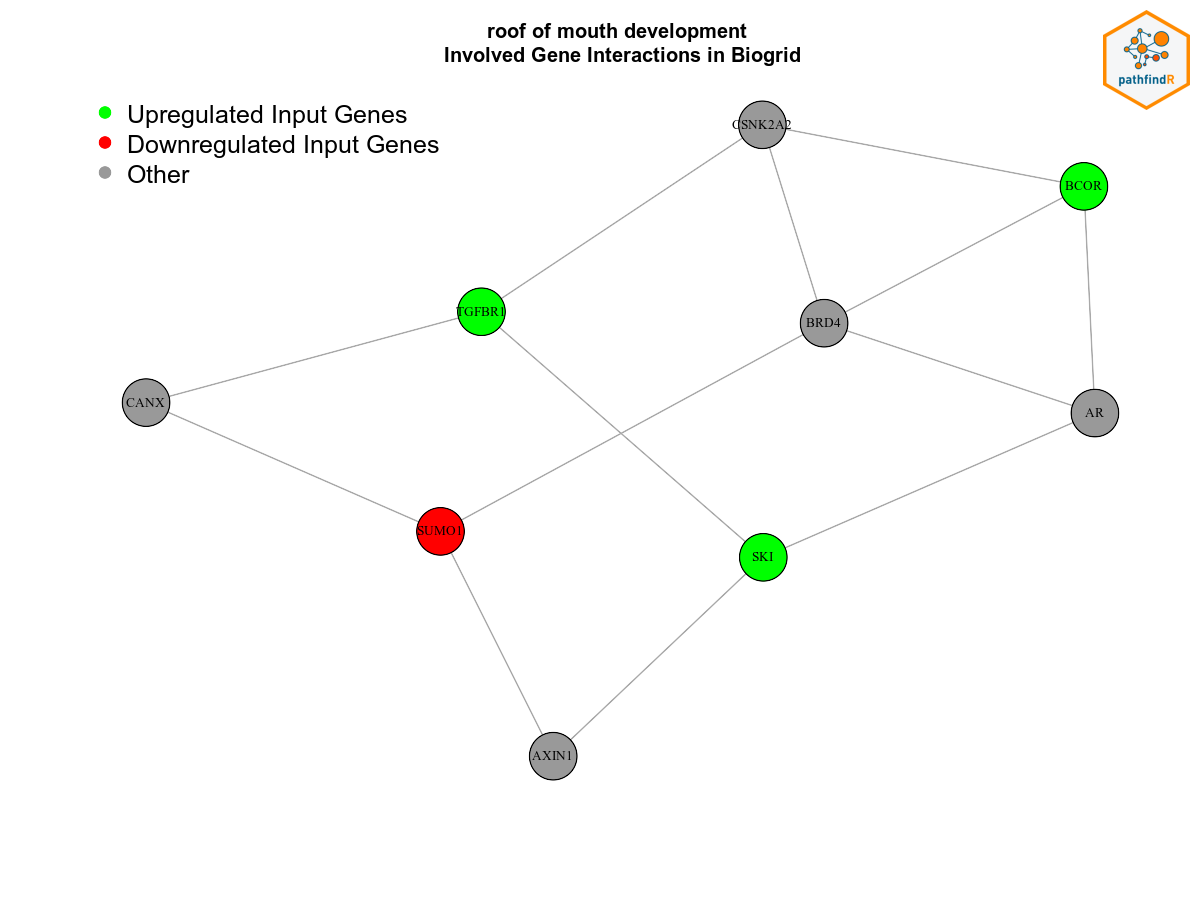 roof of mouth development
Involved Gene Interactions in Biogrid
pathfindR
Upregulated Input Genes
Downregulated Input Genes
Other
CSNK2A2
BCOR
TGFBR1
BRD4
CANX
AR
SUMO1
SKI
AXIN1